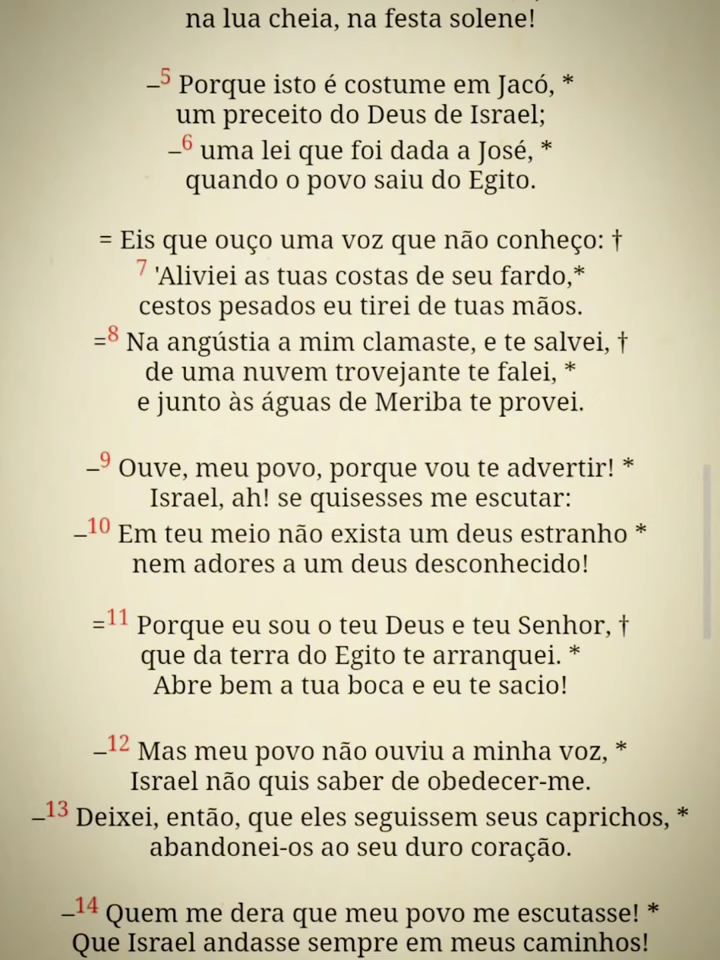 na lua cheia, na festa solene!
–5 Porque isto é costume em Jacó, *
um preceito do Deus de Israel;
–6 uma lei que foi dada a José, *
quando o povo saiu do Egito.
= Eis que ouço uma voz que não conheço: †
7 'Aliviei as tuas costas de seu fardo,*
cestos pesados eu tirei de tuas mãos.
=8 Na angústia a mim clamaste, e te salvei, †
de uma nuvem trovejante te falei, *
e junto às águas de Meriba te provei.
–9 Ouve, meu povo, porque vou te advertir! *
Israel, ah! se quisesses me escutar:
–10 Em teu meio não exista um deus estranho *
nem adores a um deus desconhecido!
=11 Porque eu sou o teu Deus e teu Senhor, †
que da terra do Egito te arranquei. *
Abre bem a tua boca e eu te sacio!
–12 Mas meu povo não ouviu a minha voz, *
Israel não quis saber de obedecer-me.
–13 Deixei, então, que eles seguissem seus caprichos, *
abandonei-os ao seu duro coração.
–14 Quem me dera que meu povo me escutasse! *
Que Israel andasse sempre em meus caminhos!